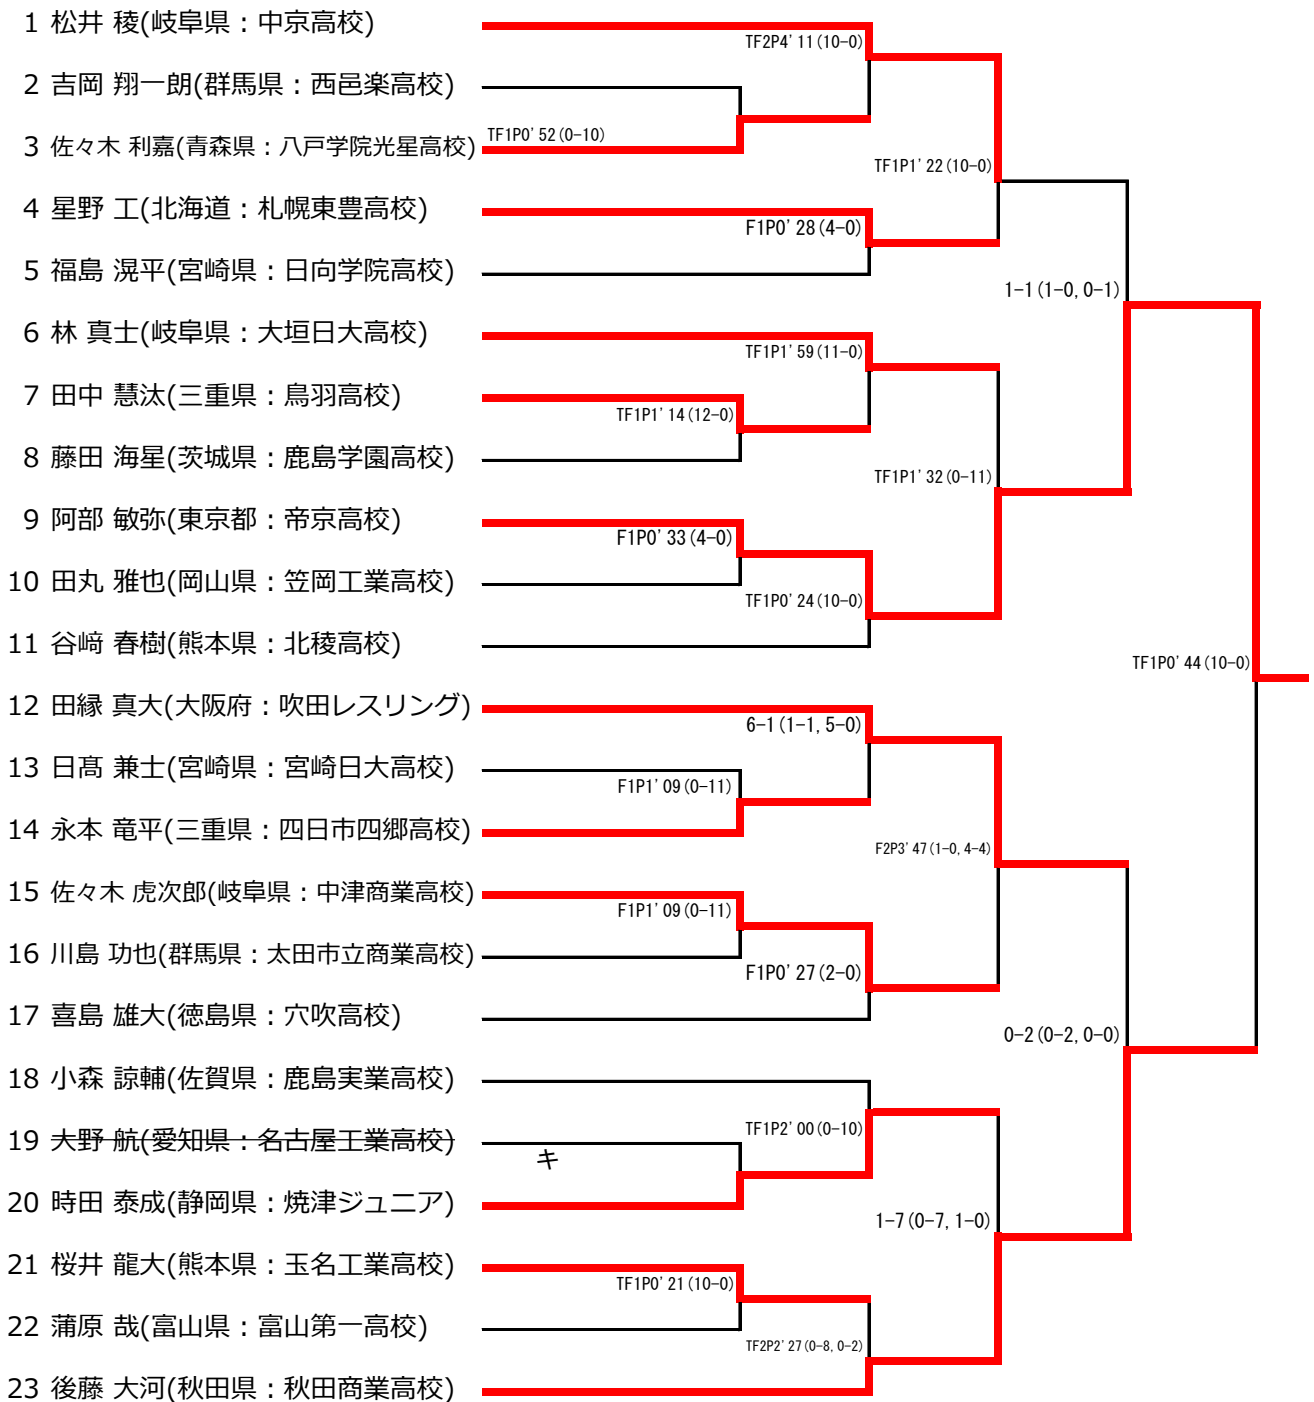 1 松井 稜(岐阜県：中京高校)
TF2P4'11(10-0)
2 吉岡 翔一朗(群馬県：西邑楽高校)
TF1P0'52(0-10)
3 佐々木 利嘉(青森県：八戸学院光星高校)
TF1P1'22(10-0)
4 星野 工(北海道：札幌東豊高校)
F1P0'28(4-0)
5 福島 滉平(宮崎県：日向学院高校)
1-1(1-0,0-1)
6 林 真士(岐阜県：大垣日大高校)
TF1P1'59(11-0)
7 田中 慧汰(三重県：鳥羽高校)
TF1P1'14(12-0)
8 藤田 海星(茨城県：鹿島学園高校)
TF1P1'32(0-11)
9 阿部 敏弥(東京都：帝京高校)
F1P0'33(4-0)
10 田丸 雅也(岡山県：笠岡工業高校)
TF1P0'24(10-0)
11 谷﨑 春樹(熊本県：北稜高校)
TF1P0'44(10-0)
12 田縁 真大(大阪府：吹田レスリング)
6-1(1-1,5-0)
13 日髙 兼士(宮崎県：宮崎日大高校)
F1P1'09(0-11)
14 永本 竜平(三重県：四日市四郷高校)
F2P3'47(1-0,4-4)
15 佐々木 虎次郎(岐阜県：中津商業高校)
F1P1'09(0-11)
16 川島 功也(群馬県：太田市立商業高校)
F1P0'27(2-0)
17 喜島 雄大(徳島県：穴吹高校)
0-2(0-2,0-0)
18 小森 諒輔(佐賀県：鹿島実業高校)
TF1P2'00(0-10)
19 大野 航(愛知県：名古屋工業高校)
キ
20 時田 泰成(静岡県：焼津ジュニア)
1-7(0-7,1-0)
21 桜井 龍大(熊本県：玉名工業高校)
TF1P0'21(10-0)
22 蒲原 哉(富山県：富山第一高校)
TF2P2'27(0-8,0-2)
23 後藤 大河(秋田県：秋田商業高校)